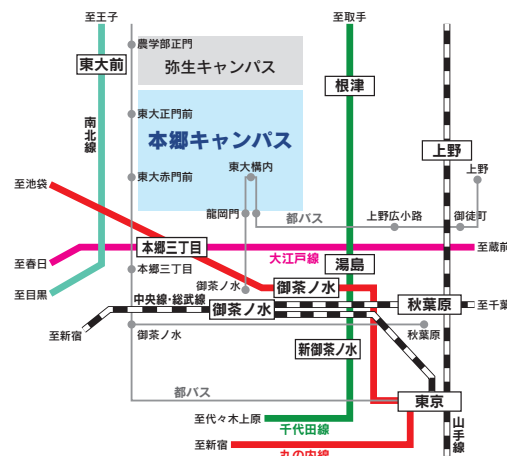 至王子
至取手
農学部正門
弥生キャンパス
東大前
根津
南北線
東大正門前
本郷キャンパス
上野
東大構内
上野
至池袋
東大赤門前
龍岡門
都バス
上野広小路
御徒町
本郷三丁目
至蔵前
至春日
大江戸線
本郷三丁目
湯島
御茶ノ水
御茶ノ水
至目黒
中央線・総武線
御茶ノ水
秋葉原
至千葉
至新宿
御茶ノ水
秋葉原
新御茶ノ水
都バス
東京
至代々木上原
千代田線
山手線
至新宿
丸の内線